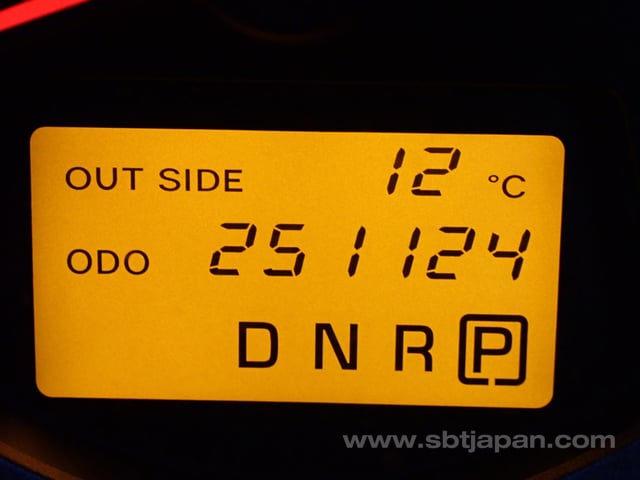 OUT SIDE 12 °C
ODO 251124
D N R P
www.sbtjapan.com